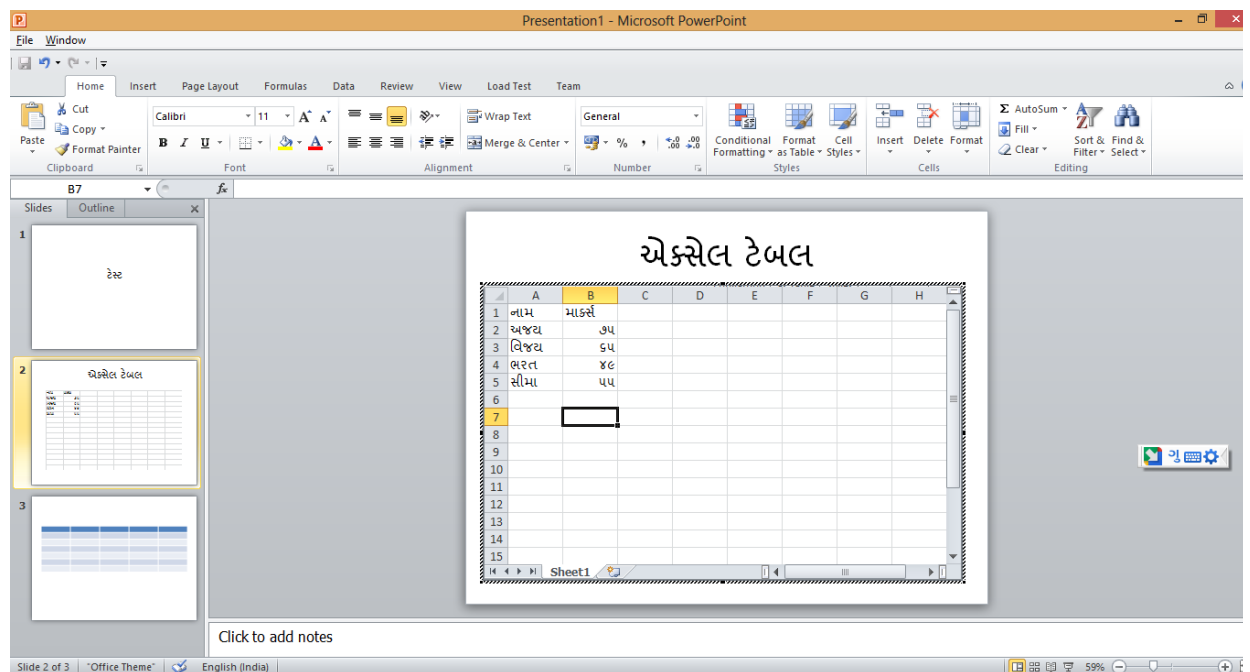 Presentation1 - Microsoft PowerPoint
File Window
Home Insert Page Layout Formulas Data Review View Load Test Team
Cut
Copy
Format Painter
Paste
Clipboard
Calibri 11
B I U
Font
Wrap Text
Merge & Center
Alignment
General
% ,
Number
Conditional Formatting
Format as Table
Cell Styles
Styles
Insert Delete Format
Cells
Σ AutoSum
Fill
Clear
Sort & Filter
Find & Select
Editing
B7 fx
Slides Outline
1
ટેસ્ટ
2
એક્સેલ ટેબલ
3
એક્સેલ ટેબલ
A B C D E F G H
1 નામ માર્ક્સ
2 અજય ૭૫
3 વિજય ૬૫
4 ભરત ૪૯
5 સીમા ૫૫
6
7
8
9
10
11
12
13
14
15
Sheet1
Click to add notes
Slide 2 of 3 "Office Theme" English (India) 59%